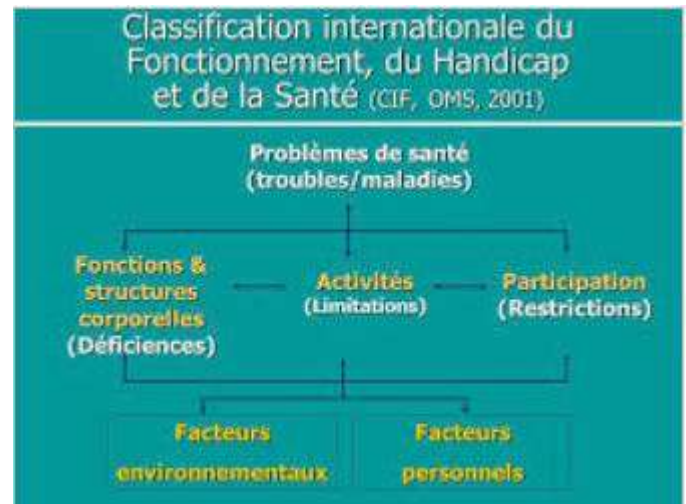 Classification internationale du
Fonctionnement, du Handicap
et de la Santé (CIF, OMS, 2001)
Problèmes de santé
(troubles/maladies)
Fonctions &
structures
corporelles
(Déficiences)
Activités
(Limitations)
Participation
(Restrictions)
Facteurs
environnementaux
Facteurs
personnels